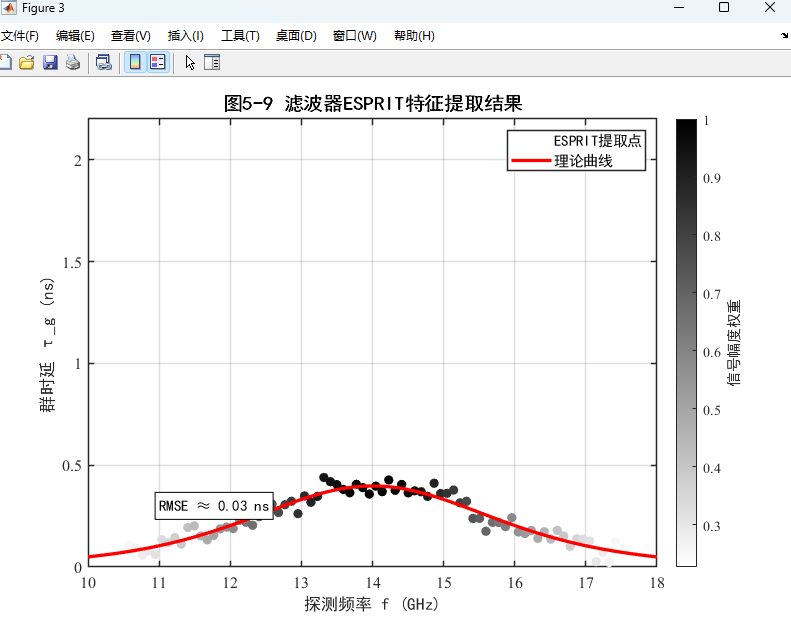 Figure 3
文件(F) 编辑(E) 查看(V) 插入(I) 工具(T) 桌面(D) 窗口(W) 帮助(H)
图5-9 滤波器ESPRIT特征提取结果
ESPRIT提取点
理论曲线
RMSE ≈ 0.03 ns
群时延 τ_g (ns)
2
1.5
1
0.5
0
10 11 12 13 14 15 16 17 18
探测频率 f (GHz)
1
0.9
0.8
0.7
0.6
0.5
0.4
0.3
信号幅度权重